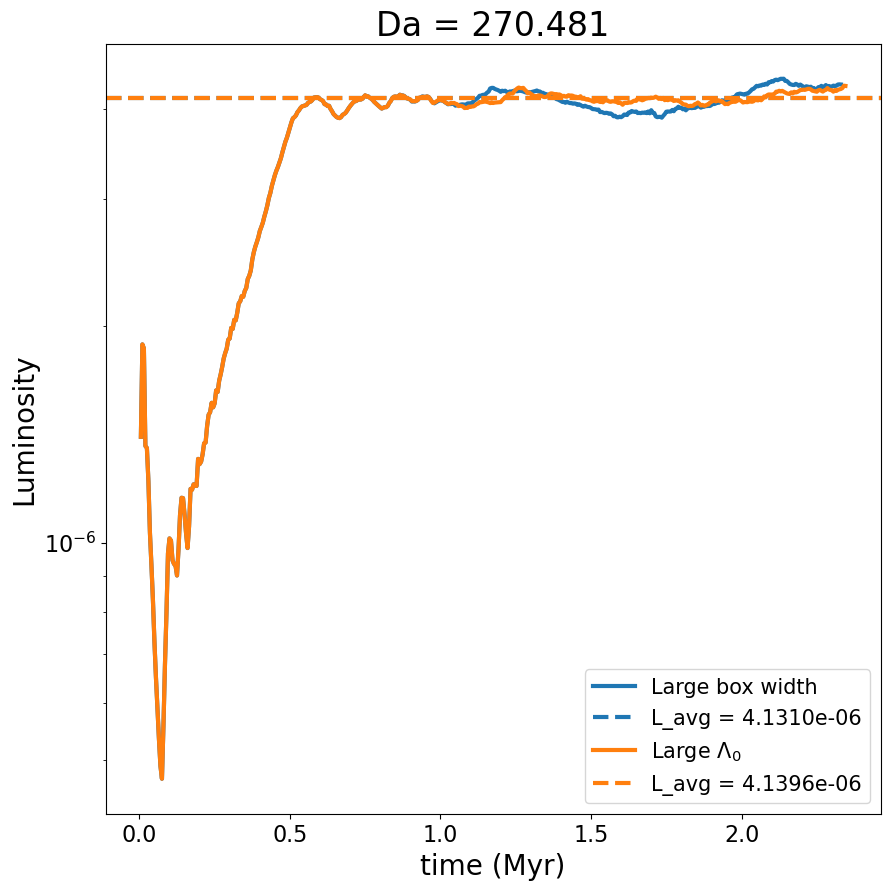 Da = 270.481
Luminosity
10⁻⁶
0.0 0.5 1.0 1.5 2.0
time (Myr)
Large box width
L_avg = 4.1310e-06
Large Λ₀
L_avg = 4.1396e-06